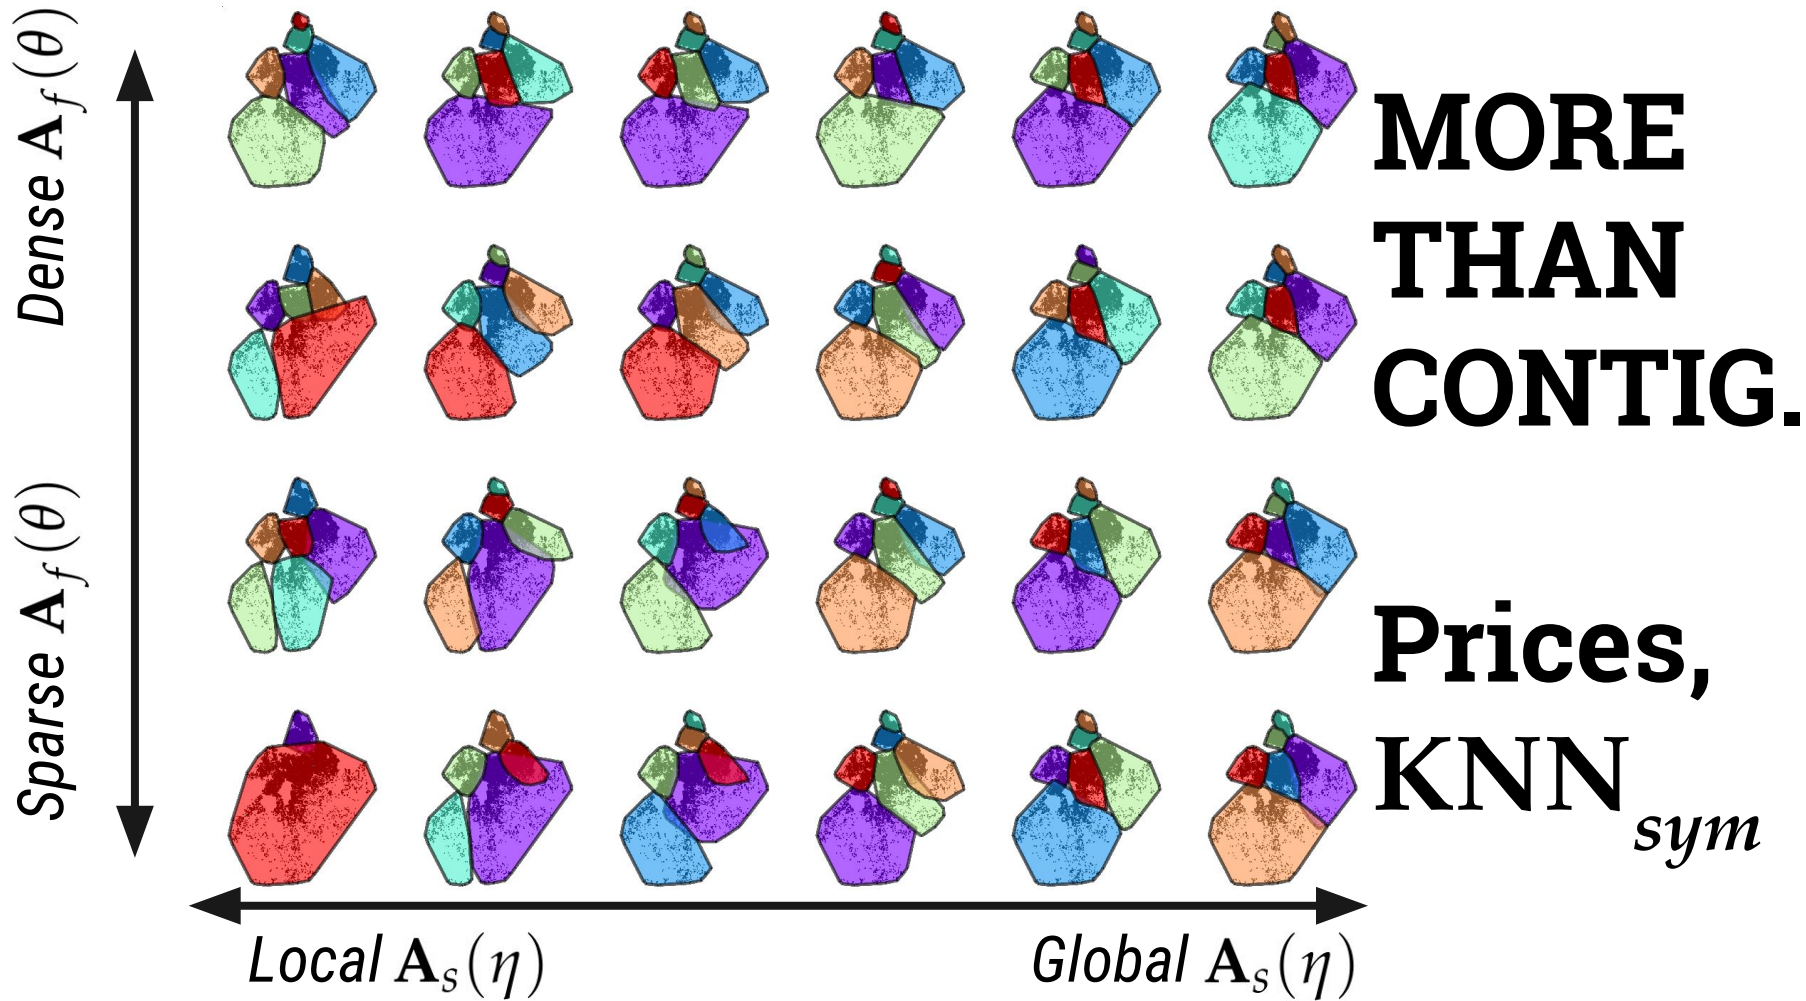 Dense A_f(θ)
Sparse A_f(θ)
Local A_s(η)
Global A_s(η)
MORE
THAN
CONTIG.
Prices,
KNN_sym